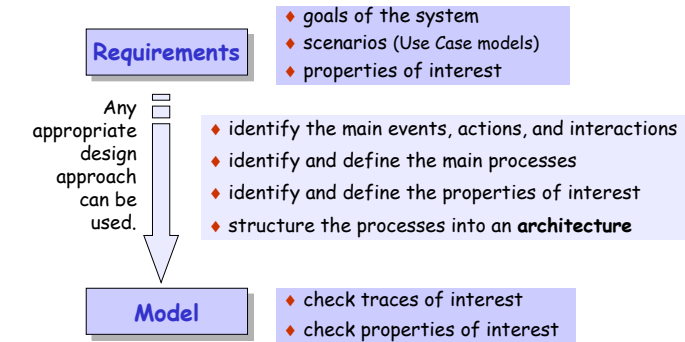 Requirements
♦ goals of the system
♦ scenarios (Use Case models)
♦ properties of interest
Any
appropriate
design
approach
can be
used.
♦ identify the main events, actions, and interactions
♦ identify and define the main processes
♦ identify and define the properties of interest
♦ structure the processes into an architecture
Model
♦ check traces of interest
♦ check properties of interest